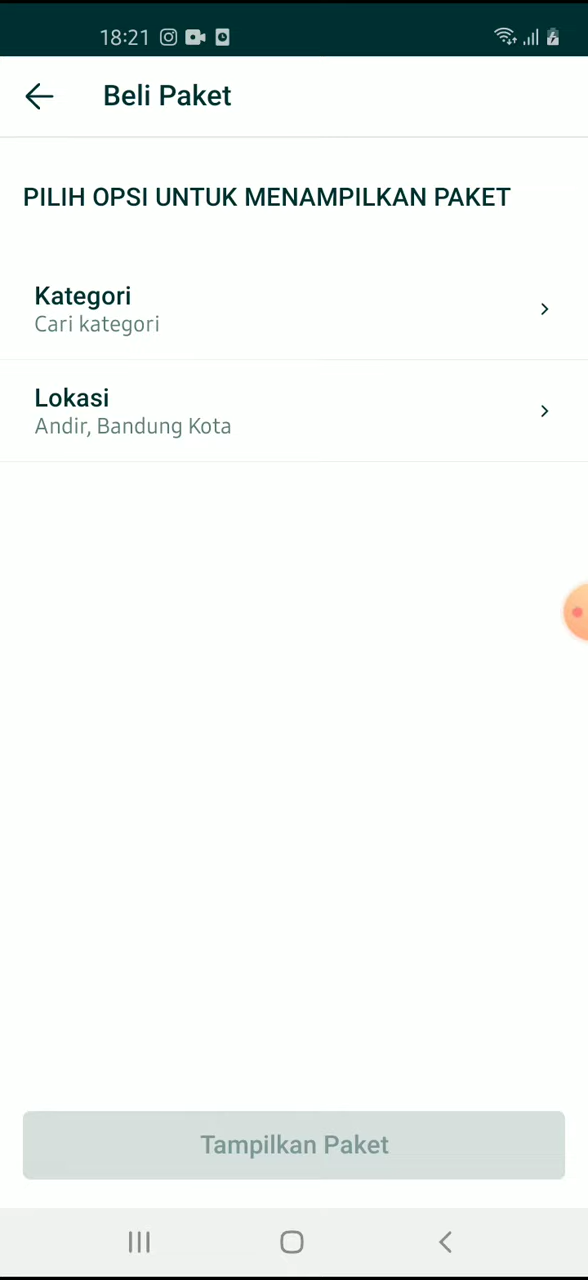 18:21
Beli Paket
PILIH OPSI UNTUK MENAMPILKAN PAKET
Kategori
Cari kategori
Lokasi
Andir, Bandung Kota
Tampilkan Paket